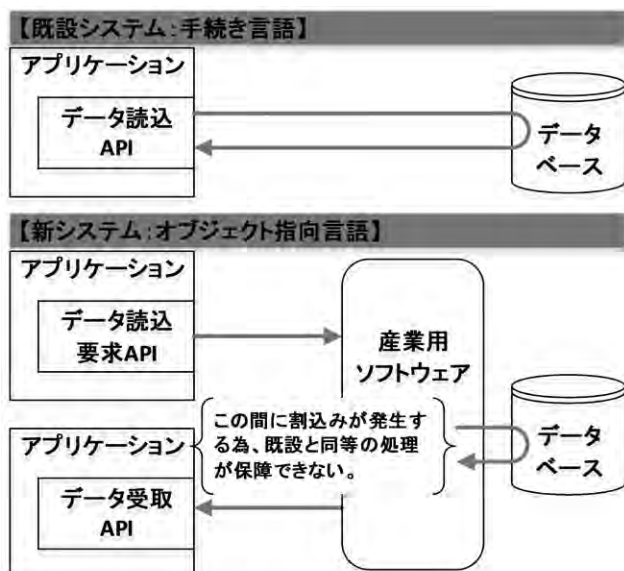 【既設システム:手続き言語】
アプリケーション
データ読込
API
データ
ベース
【新システム:オブジェクト指向言語】
アプリケーション
データ読込
要求API
産業用
ソフトウェア
この間に割込みが発生す
る為、既設と同等の処理
が保障できない。
データ
ベース
アプリケーション
データ受取
API